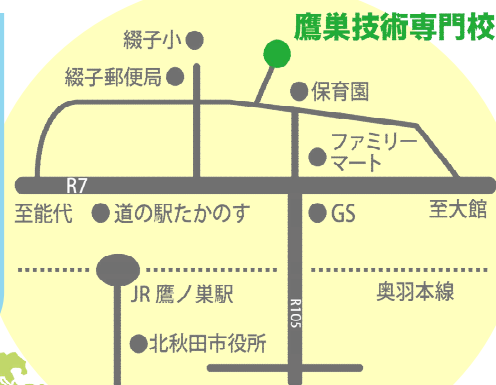 鷹巣技術専門校
綴子小
綴子郵便局
保育園
ファミリー
マート
R7
至能代
道の駅たかのす
GS
至大館
JR鷹ノ巣駅
奥羽本線
R105
北秋田市役所